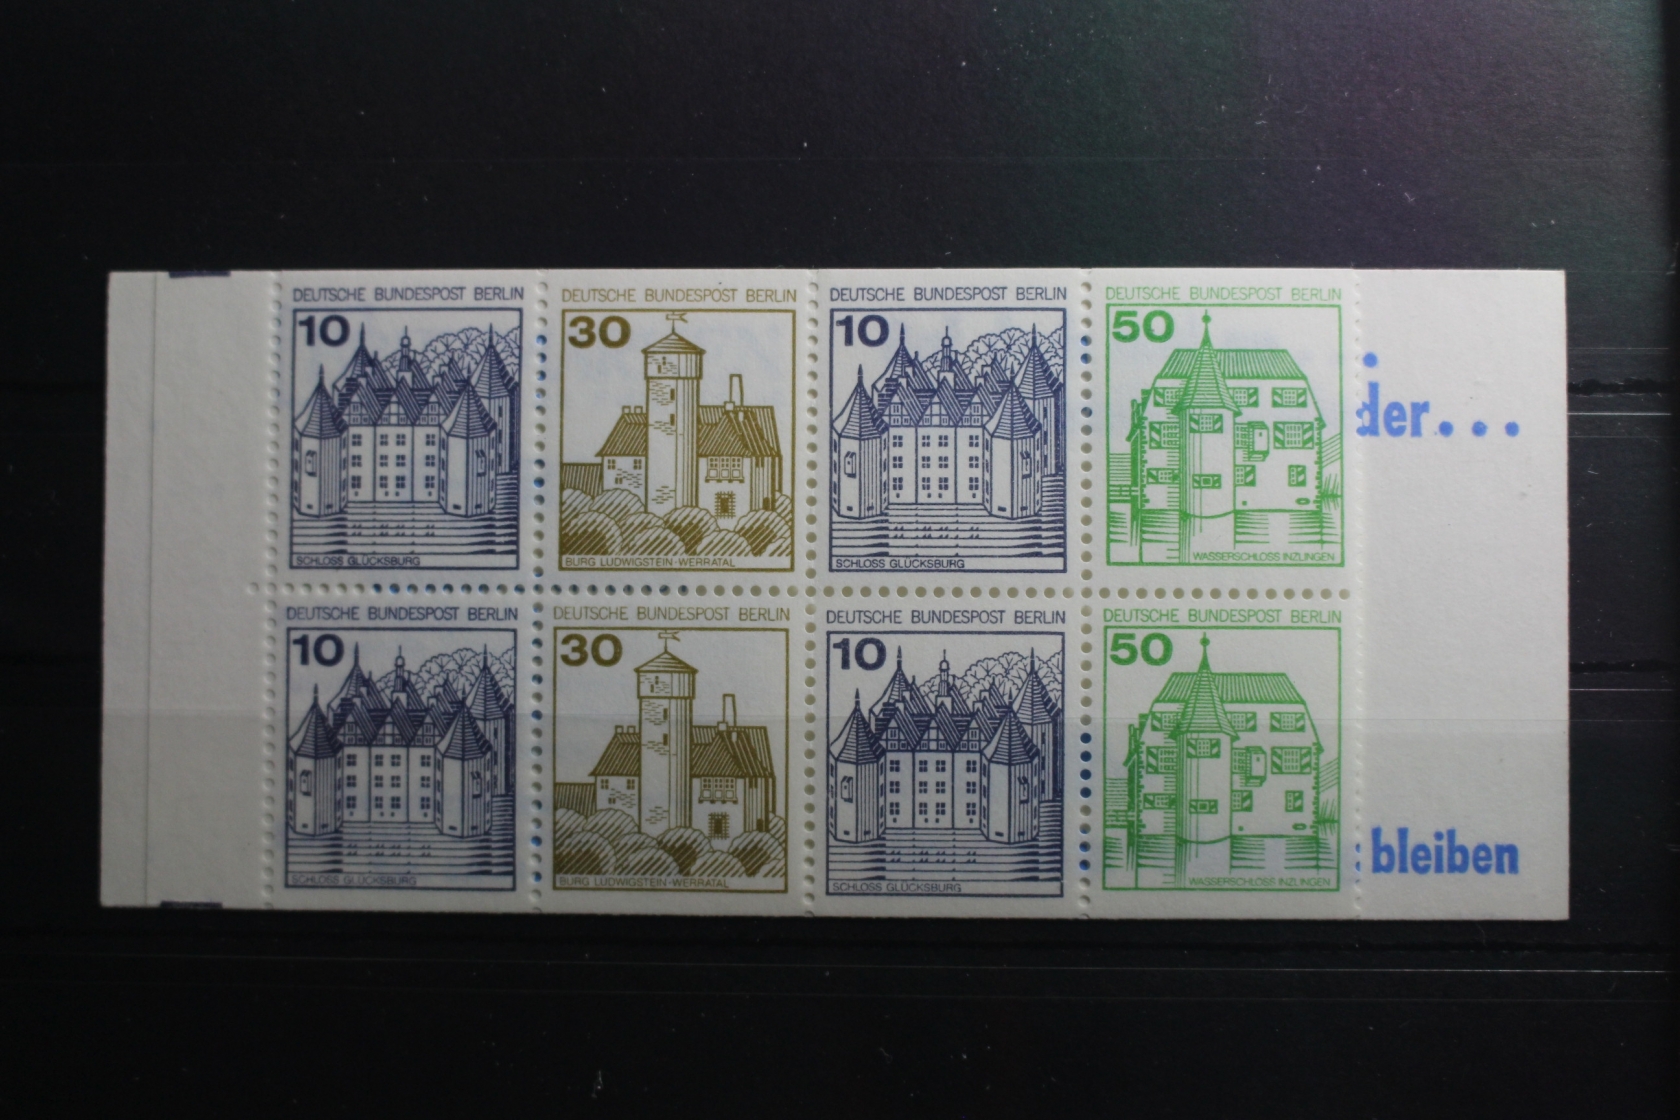 DEUTSCHE BUNDESPOST BERLIN
10
SCHLOSS GLÜCKSBURG
DEUTSCHE BUNDESPOST BERLIN
30
BURG LUDWIGSTEIN-WERRATAL
DEUTSCHE BUNDESPOST BERLIN
10
SCHLOSS GLÜCKSBURG
DEUTSCHE BUNDESPOST BERLIN
50
WASSERSCHLOSS INZLINGEN
der...
DEUTSCHE BUNDESPOST BERLIN
10
SCHLOSS GLÜCKSBURG
DEUTSCHE BUNDESPOST BERLIN
30
BURG LUDWIGSTEIN-WERRATAL
DEUTSCHE BUNDESPOST BERLIN
10
SCHLOSS GLÜCKSBURG
DEUTSCHE BUNDESPOST BERLIN
50
WASSERSCHLOSS INZLINGEN
bleiben